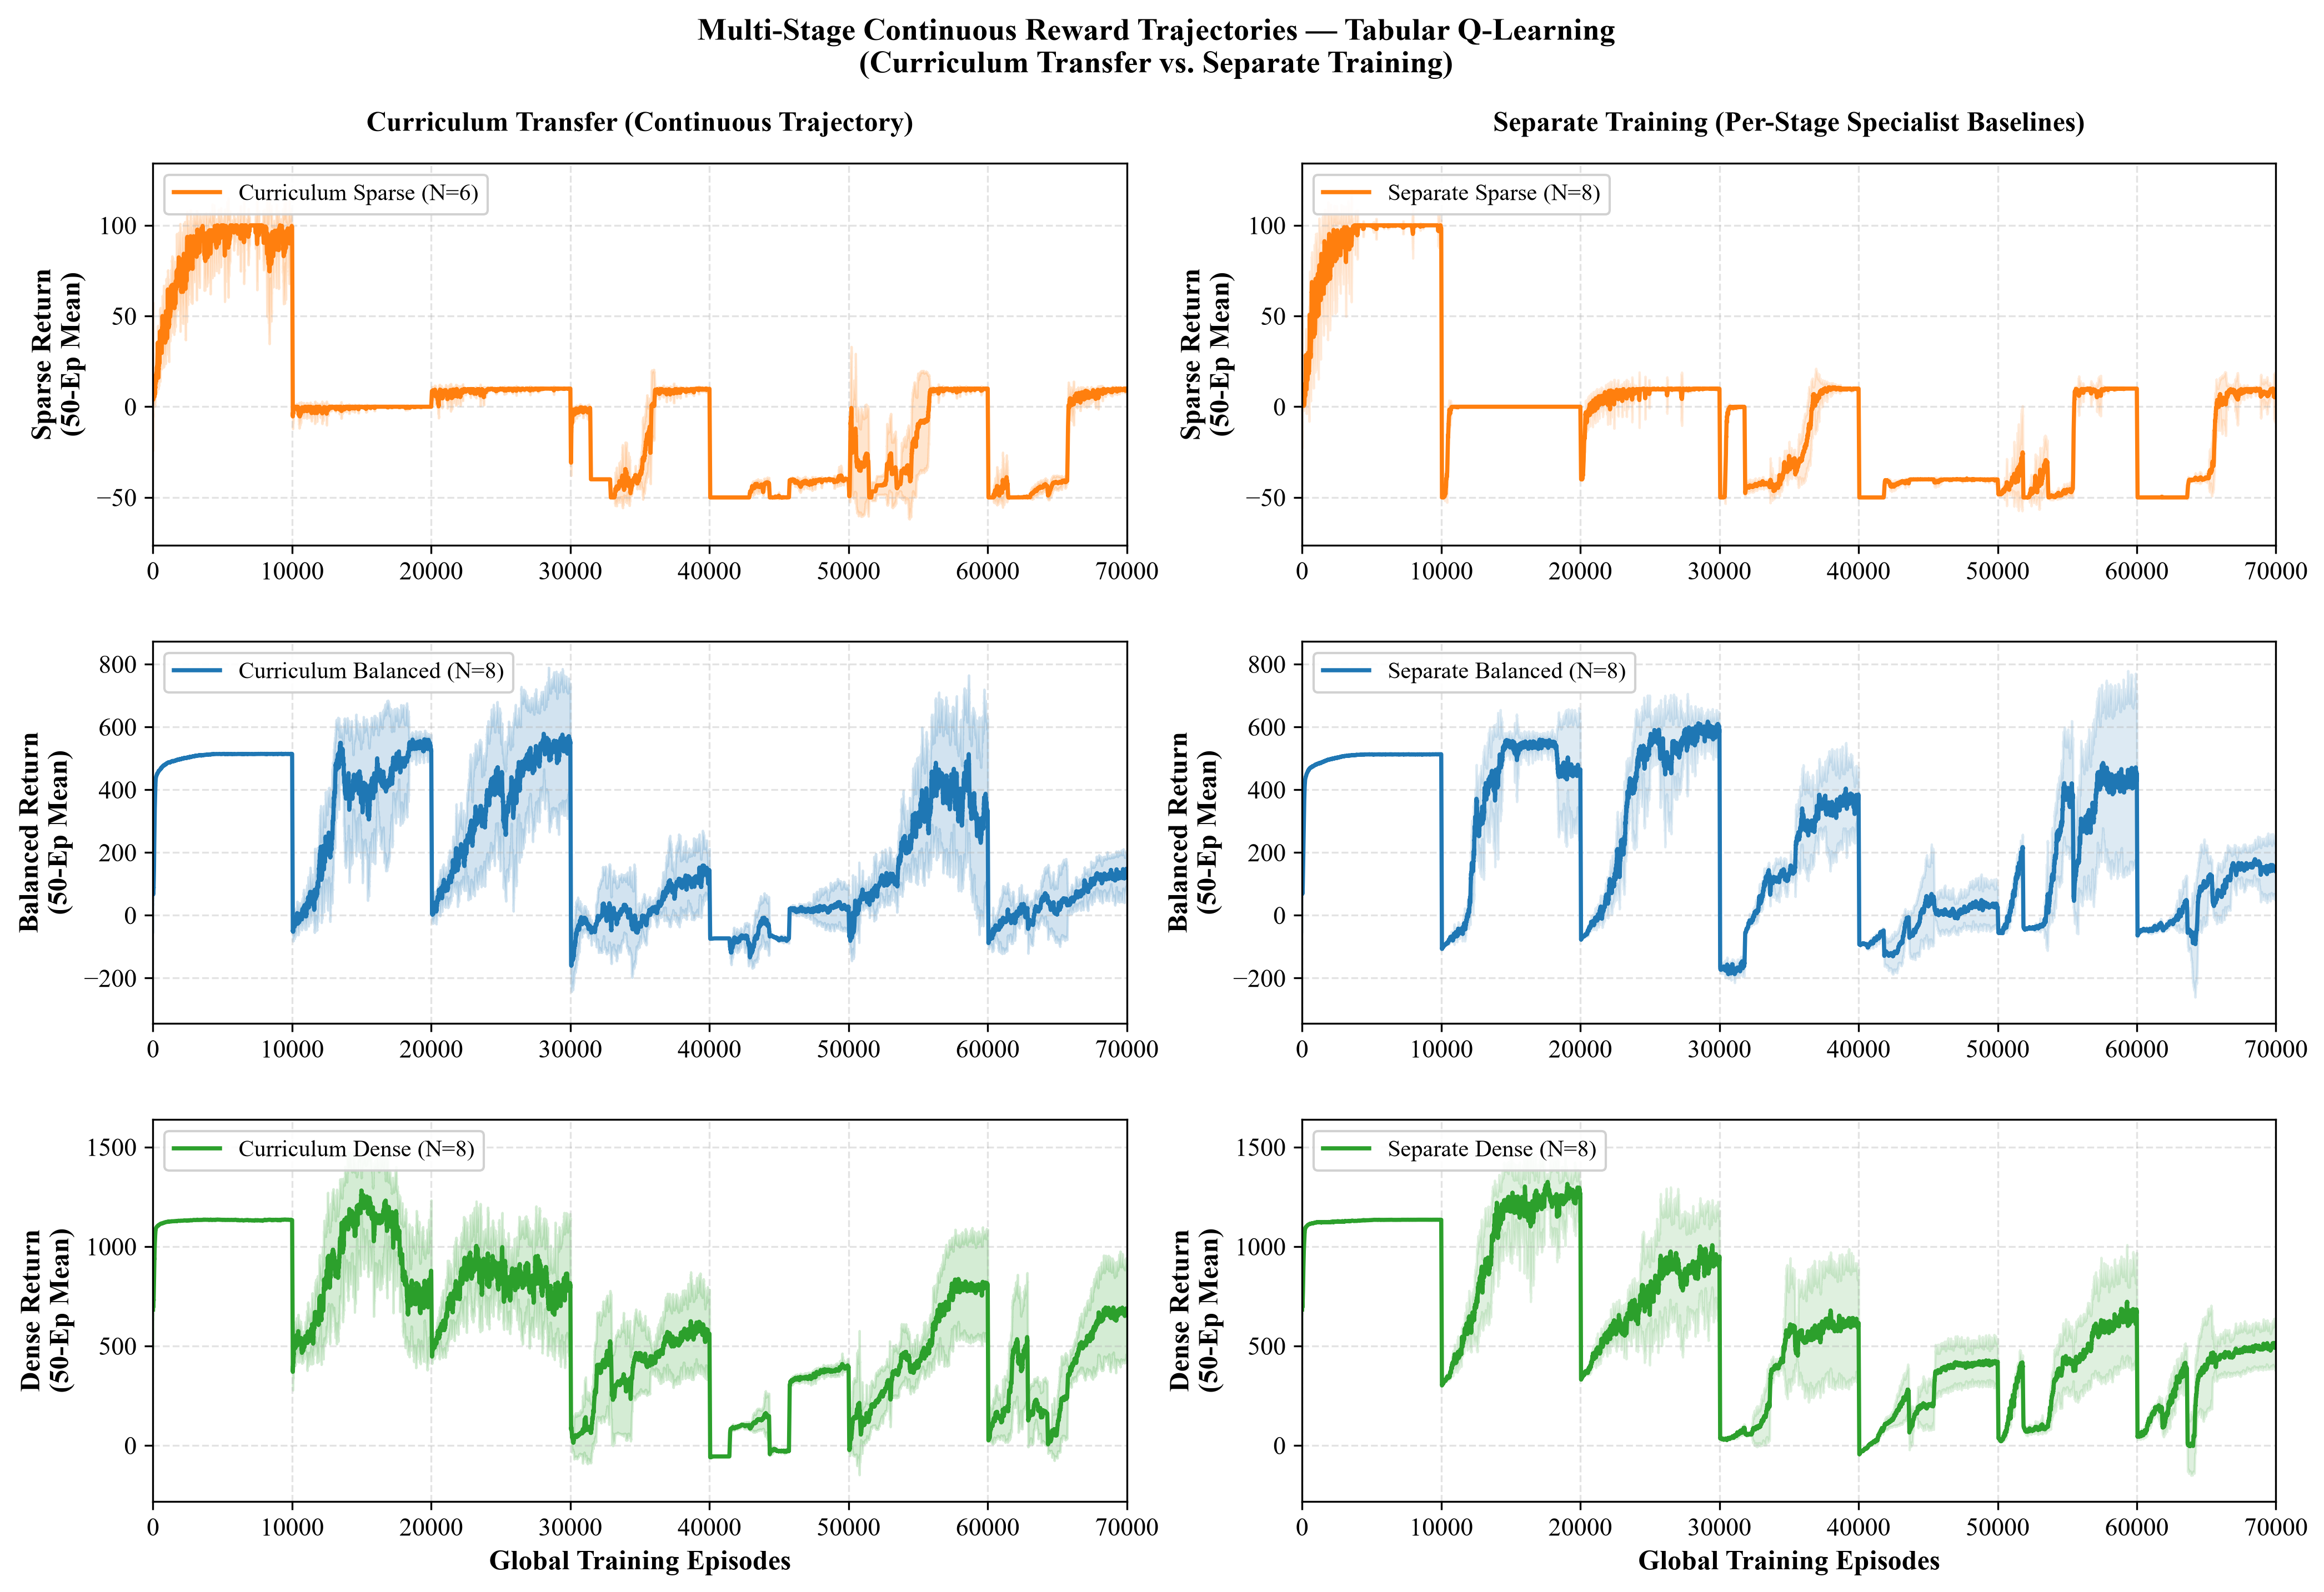 Multi-Stage Continuous Reward Trajectories — Tabular Q-Learning
(Curriculum Transfer vs. Separate Training)
Curriculum Transfer (Continuous Trajectory)
Sparse Return
(50-Ep Mean)
Curriculum Sparse (N=6)
100
50
0
−50
0 10000 20000 30000 40000 50000 60000 70000
Separate Training (Per-Stage Specialist Baselines)
Sparse Return
(50-Ep Mean)
Separate Sparse (N=8)
100
50
0
−50
0 10000 20000 30000 40000 50000 60000 70000
Balanced Return
(50-Ep Mean)
Curriculum Balanced (N=8)
800
600
400
200
0
−200
0 10000 20000 30000 40000 50000 60000 70000
Balanced Return
(50-Ep Mean)
Separate Balanced (N=8)
800
600
400
200
0
−200
0 10000 20000 30000 40000 50000 60000 70000
Dense Return
(50-Ep Mean)
Curriculum Dense (N=8)
1500
1000
500
0
0 10000 20000 30000 40000 50000 60000 70000
Global Training Episodes
Dense Return
(50-Ep Mean)
Separate Dense (N=8)
1500
1000
500
0
0 10000 20000 30000 40000 50000 60000 70000
Global Training Episodes